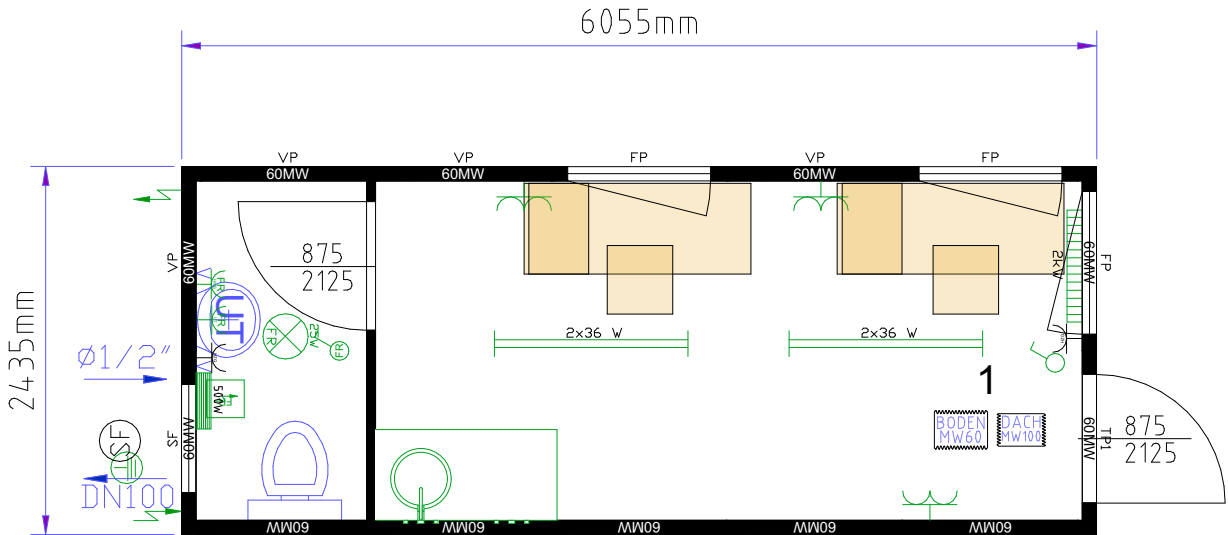 6055mm
VP
VP
FP
VP
FP
60MW
60MW
60MW
2435mm
VP
60MW
875
2125
FR
FR
UT
FR
25W
FR
2x36 W
2x36 W
2kW
60MW
FP
Ø1/2"
500W
1
SF
60MW
SF
BODEN
MW60
DACH
MW100
60MW
TP1
875
2125
DN100
60MW
60MW
60MW
60MW
60MW